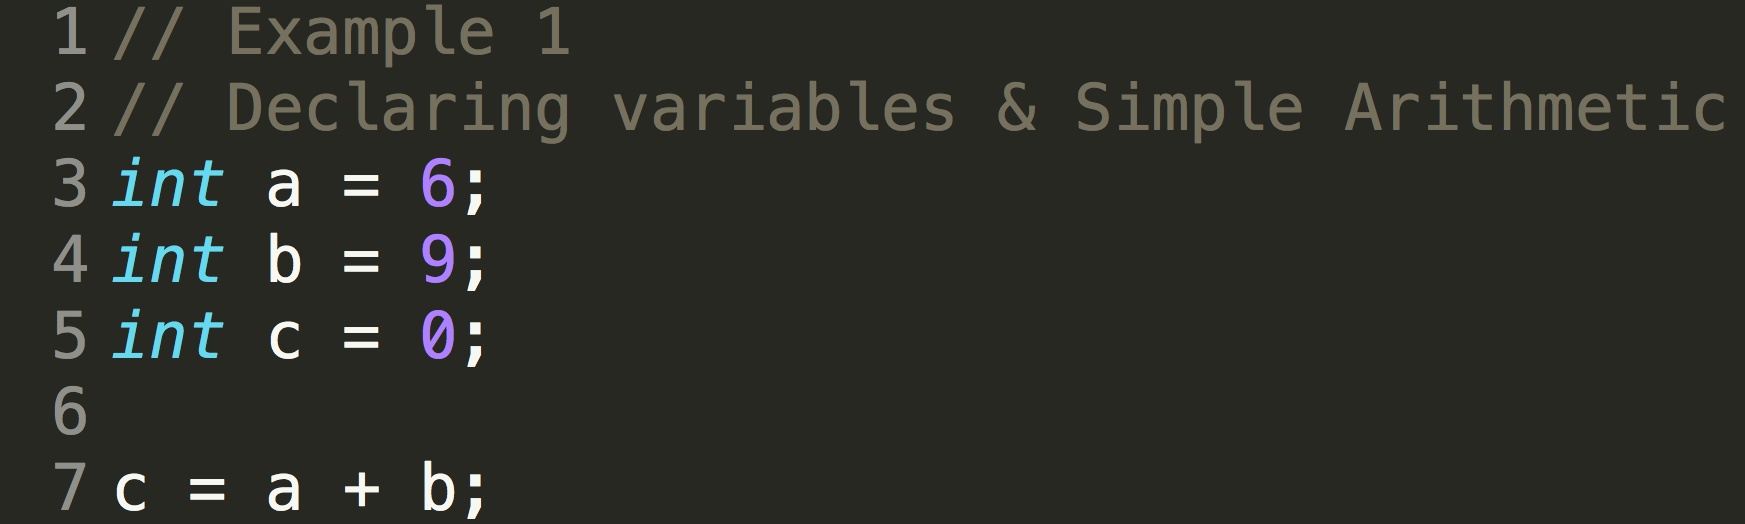 1 // Example 1
2 // Declaring variables & Simple Arithmetic
3 int a = 6;
4 int b = 9;
5 int c = 0;
6
7 c = a + b;